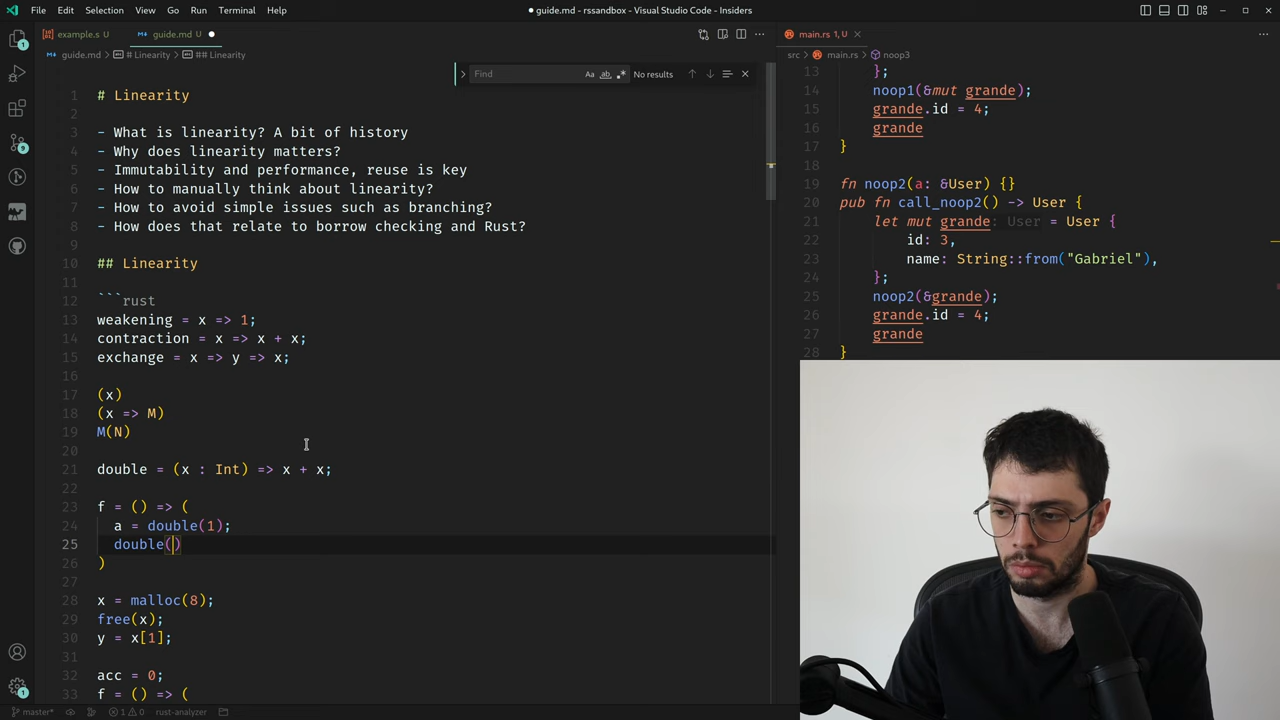 File Edit Selection View Go Run Terminal Help
● guide.md - rssandbox - Visual Studio Code - Insiders
example.s U
guide.md U
guide.md > # Linearity > ## Linearity
Find
Aa
ab
No results
1 # Linearity
2
3 - What is linearity? A bit of history
4 - Why does linearity matters?
5 - Immutability and performance, reuse is key
6 - How to manually think about linearity?
7 - How to avoid simple issues such as branching?
8 - How does that relate to borrow checking and Rust?
9
10 ## Linearity
11
12 ```rust
13 weakening = x => 1;
14 contraction = x => x + x;
15 exchange = x => y => x;
16
17 (x)
18 (x => M)
19 M(N)
20
21 double = (x : Int) => x + x;
22
23 f = () => (
24 a = double(1);
25 double()
26 )
27
28 x = malloc(8);
29 free(x);
30 y = x[1];
31
32 acc = 0;
33 f = () => (
main.rs 1, U
src > main.rs > noop3
13 };
14 noop1(&mut grande);
15 grande.id = 4;
16 grande
17 }
18
19 fn noop2(a: &User) {}
20 pub fn call_noop2() -> User {
21 let mut grande: User = User {
22 id: 3,
23 name: String::from("Gabriel"),
24 };
25 noop2(&grande);
26 grande.id = 4;
27 grande
28 }
master* 1 0 rust-analyzer